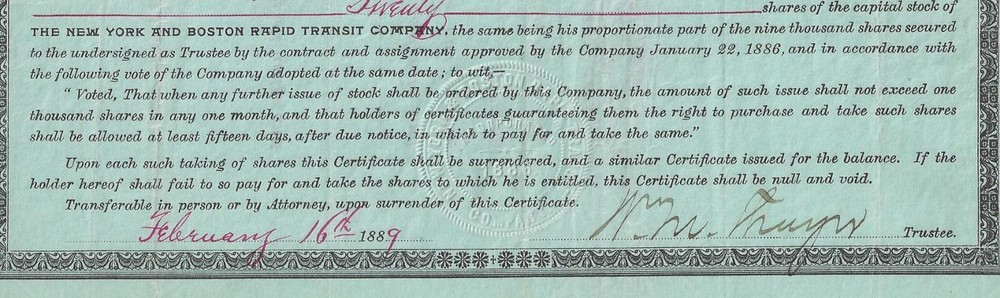 Twenty shares of the capital stock of
THE NEW YORK AND BOSTON RAPID TRANSIT COMPANY, the same being his proportionate part of the nine thousand shares secured
to the undersigned as Trustee by the contract and assignment approved by the Company January 22, 1886, and in accordance with
the following vote of the Company adopted at the same date; to wit,—
“ Voted, That when any further issue of stock shall be ordered by this Company, the amount of such issue shall not exceed one
thousand shares in any one month, and that holders of certificates guaranteeing them the right to purchase and take such shares
shall be allowed at least fifteen days, after due notice, in which to pay for and take the same.”
Upon each such taking of shares this Certificate shall be surrendered, and a similar Certificate issued for the balance. If the
holder hereof shall fail to so pay for and take the shares to which he is entitled, this Certificate shall be null and void.
Transferable in person or by Attorney, upon surrender of this Certificate.
February 16th 1889 Wm M. Thayer Trustee.